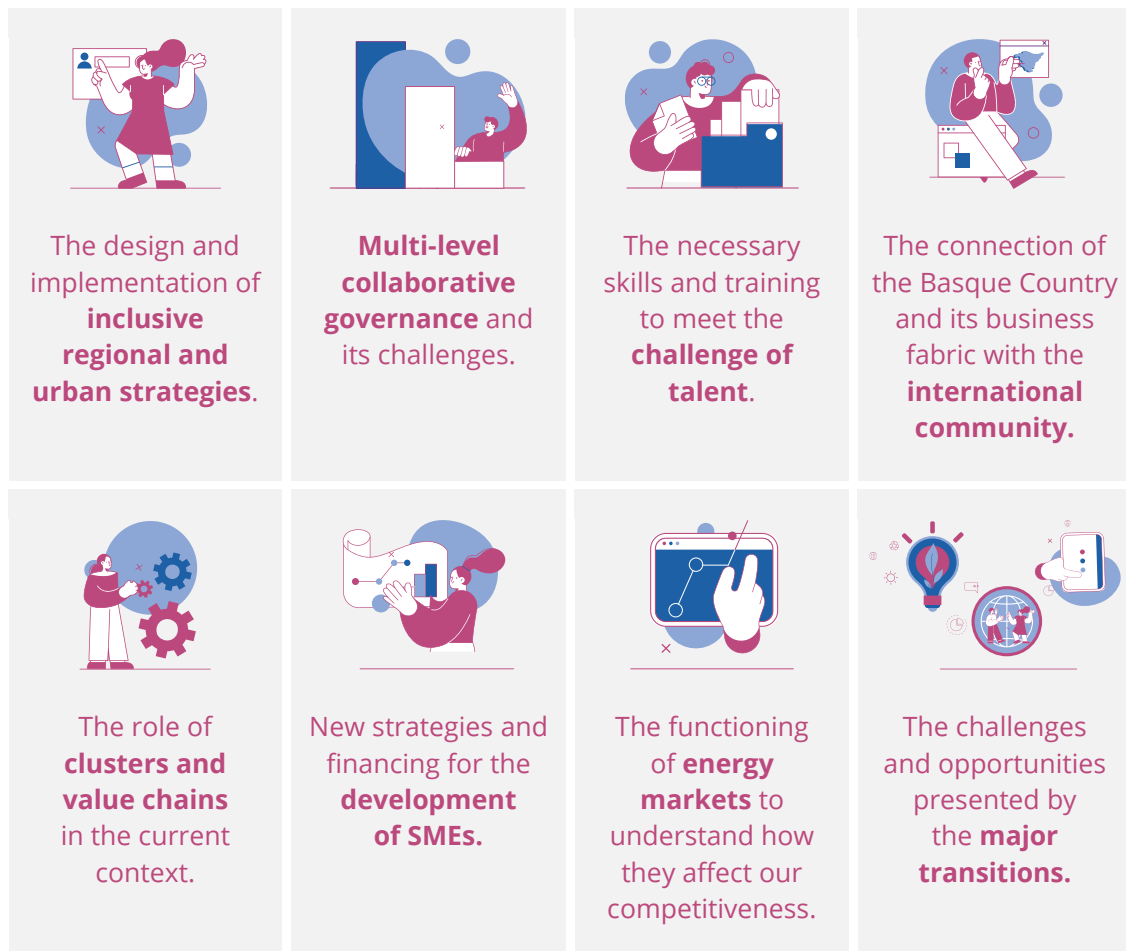 The design and
implementation of
inclusive
regional and
urban strategies.
Multi-level
collaborative
governance and
its challenges.
The necessary
skills and training
to meet the
challenge of
talent.
The connection of
the Basque Country
and its business
fabric with the
international
community.
The role of
clusters and
value chains
in the current
context.
New strategies and
financing for the
development
of SMEs.
The functioning
of energy
markets to
understand how
they affect our
competitiveness.
The challenges
and opportunities
presented by
the major
transitions.